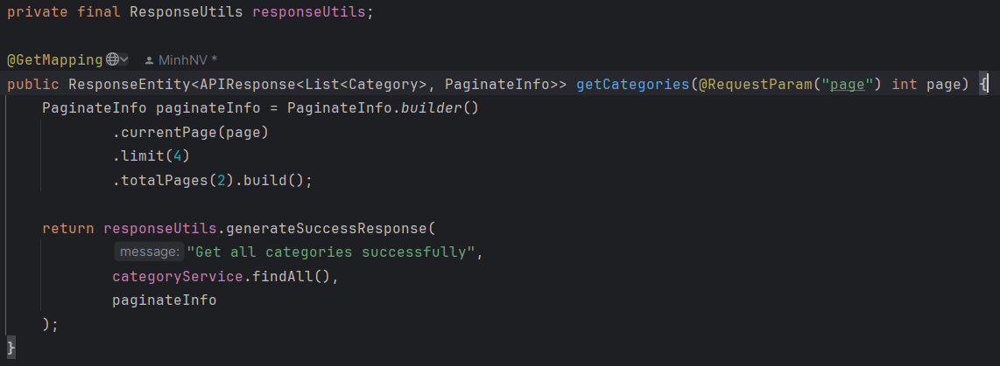 private final ResponseUtils responseUtils;
@GetMapping MinhNV *
public ResponseEntity<APIResponse<List<Category>, PaginateInfo>> getCategories(@RequestParam("page") int page) {
PaginateInfo paginateInfo = PaginateInfo.builder()
.currentPage(page)
.limit(4)
.totalPages(2).build();
return responseUtils.generateSuccessResponse(
message: "Get all categories successfully",
categoryService.findAll(),
paginateInfo
);
}